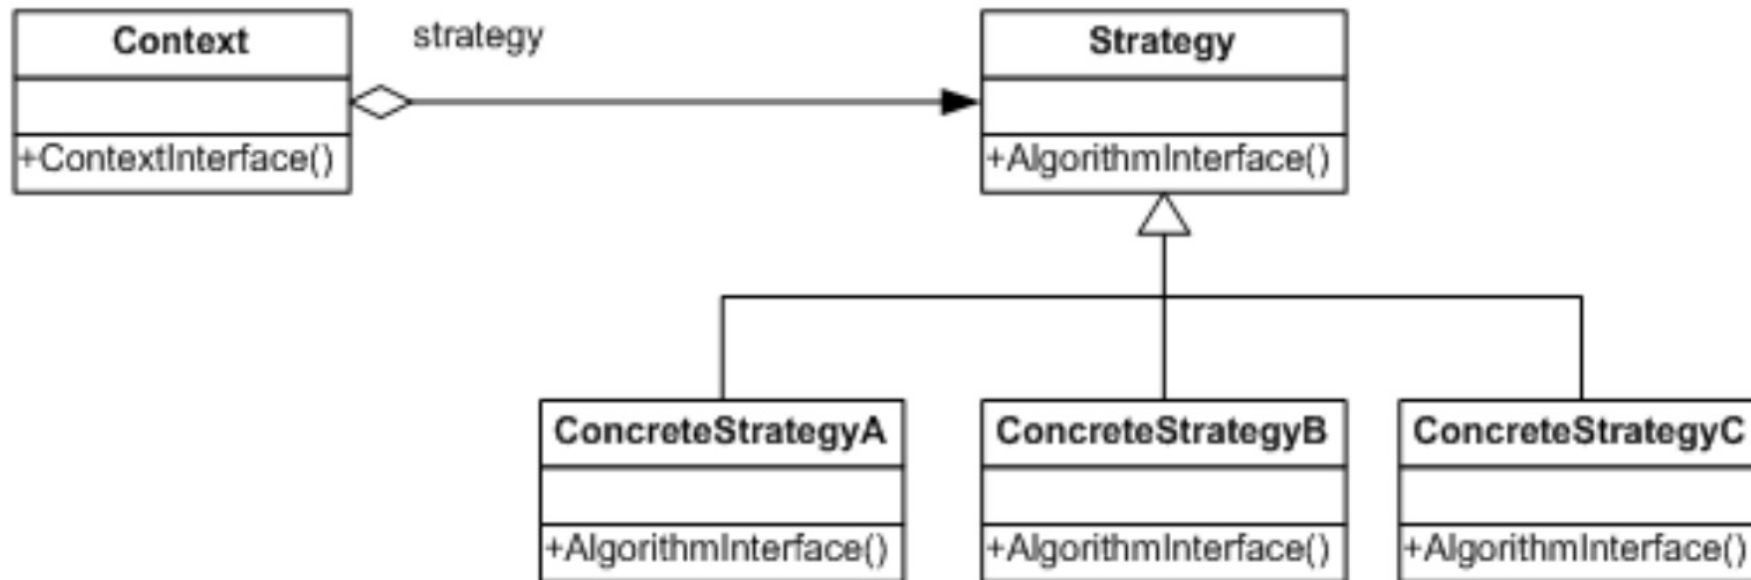 Context
strategy
Strategy
+ContextInterface()
+AlgorithmInterface()
ConcreteStrategyA
ConcreteStrategyB
ConcreteStrategyC
+AlgorithmInterface()
+AlgorithmInterface()
+AlgorithmInterface()